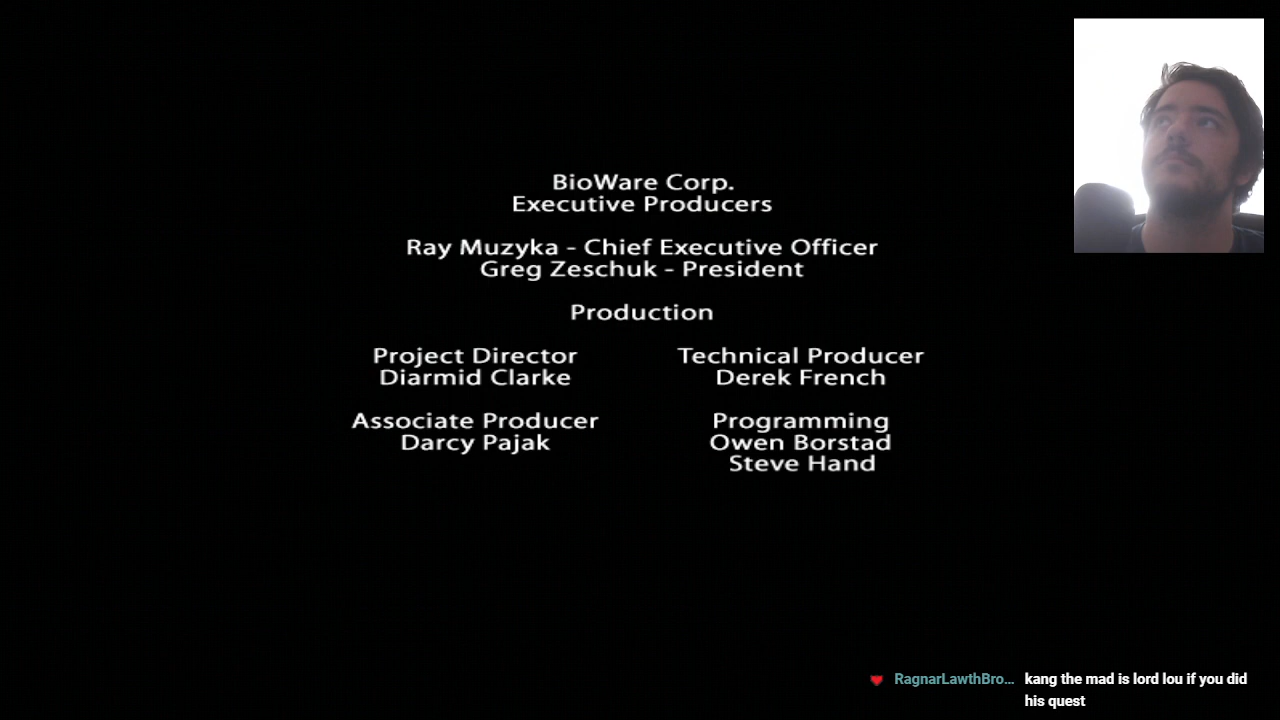 BioWare Corp.
Executive Producers
Ray Muzyka - Chief Executive Officer
Greg Zeschuk - President
Production
Project Director
Diarmid Clarke
Technical Producer
Derek French
Associate Producer
Darcy Pajak
Programming
Owen Borstad
Steve Hand
RagnarLawthBro... kang the mad is lord lou if you did
his quest